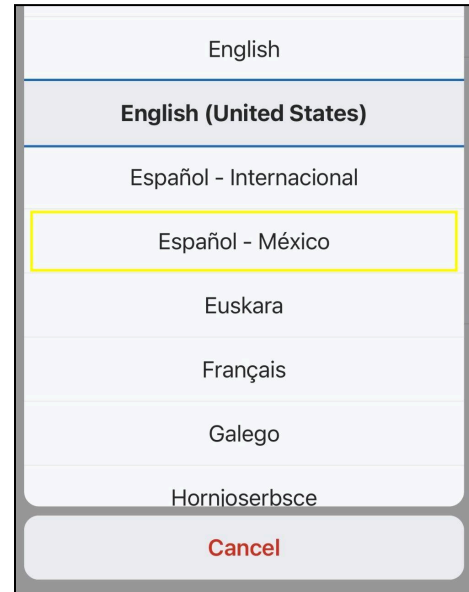 English
English (United States)
Español - Internacional
Español - México
Euskara
Français
Galego
Hornjoserbsce
Cancel